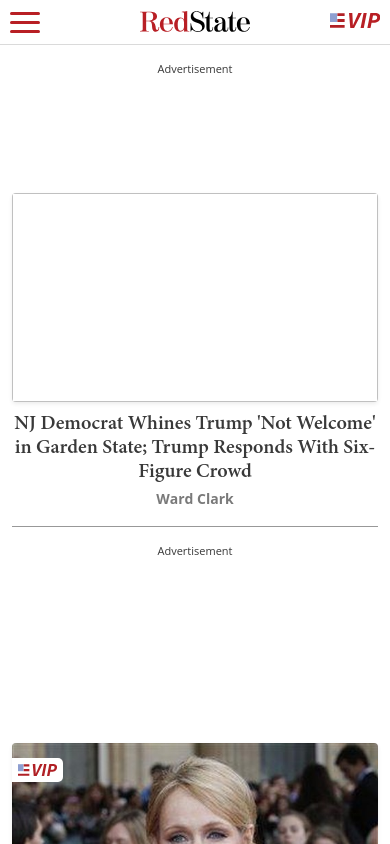 RedState
VIP
Advertisement
NJ Democrat Whines Trump 'Not Welcome'
in Garden State; Trump Responds With Six-
Figure Crowd
Ward Clark
Advertisement
VIP